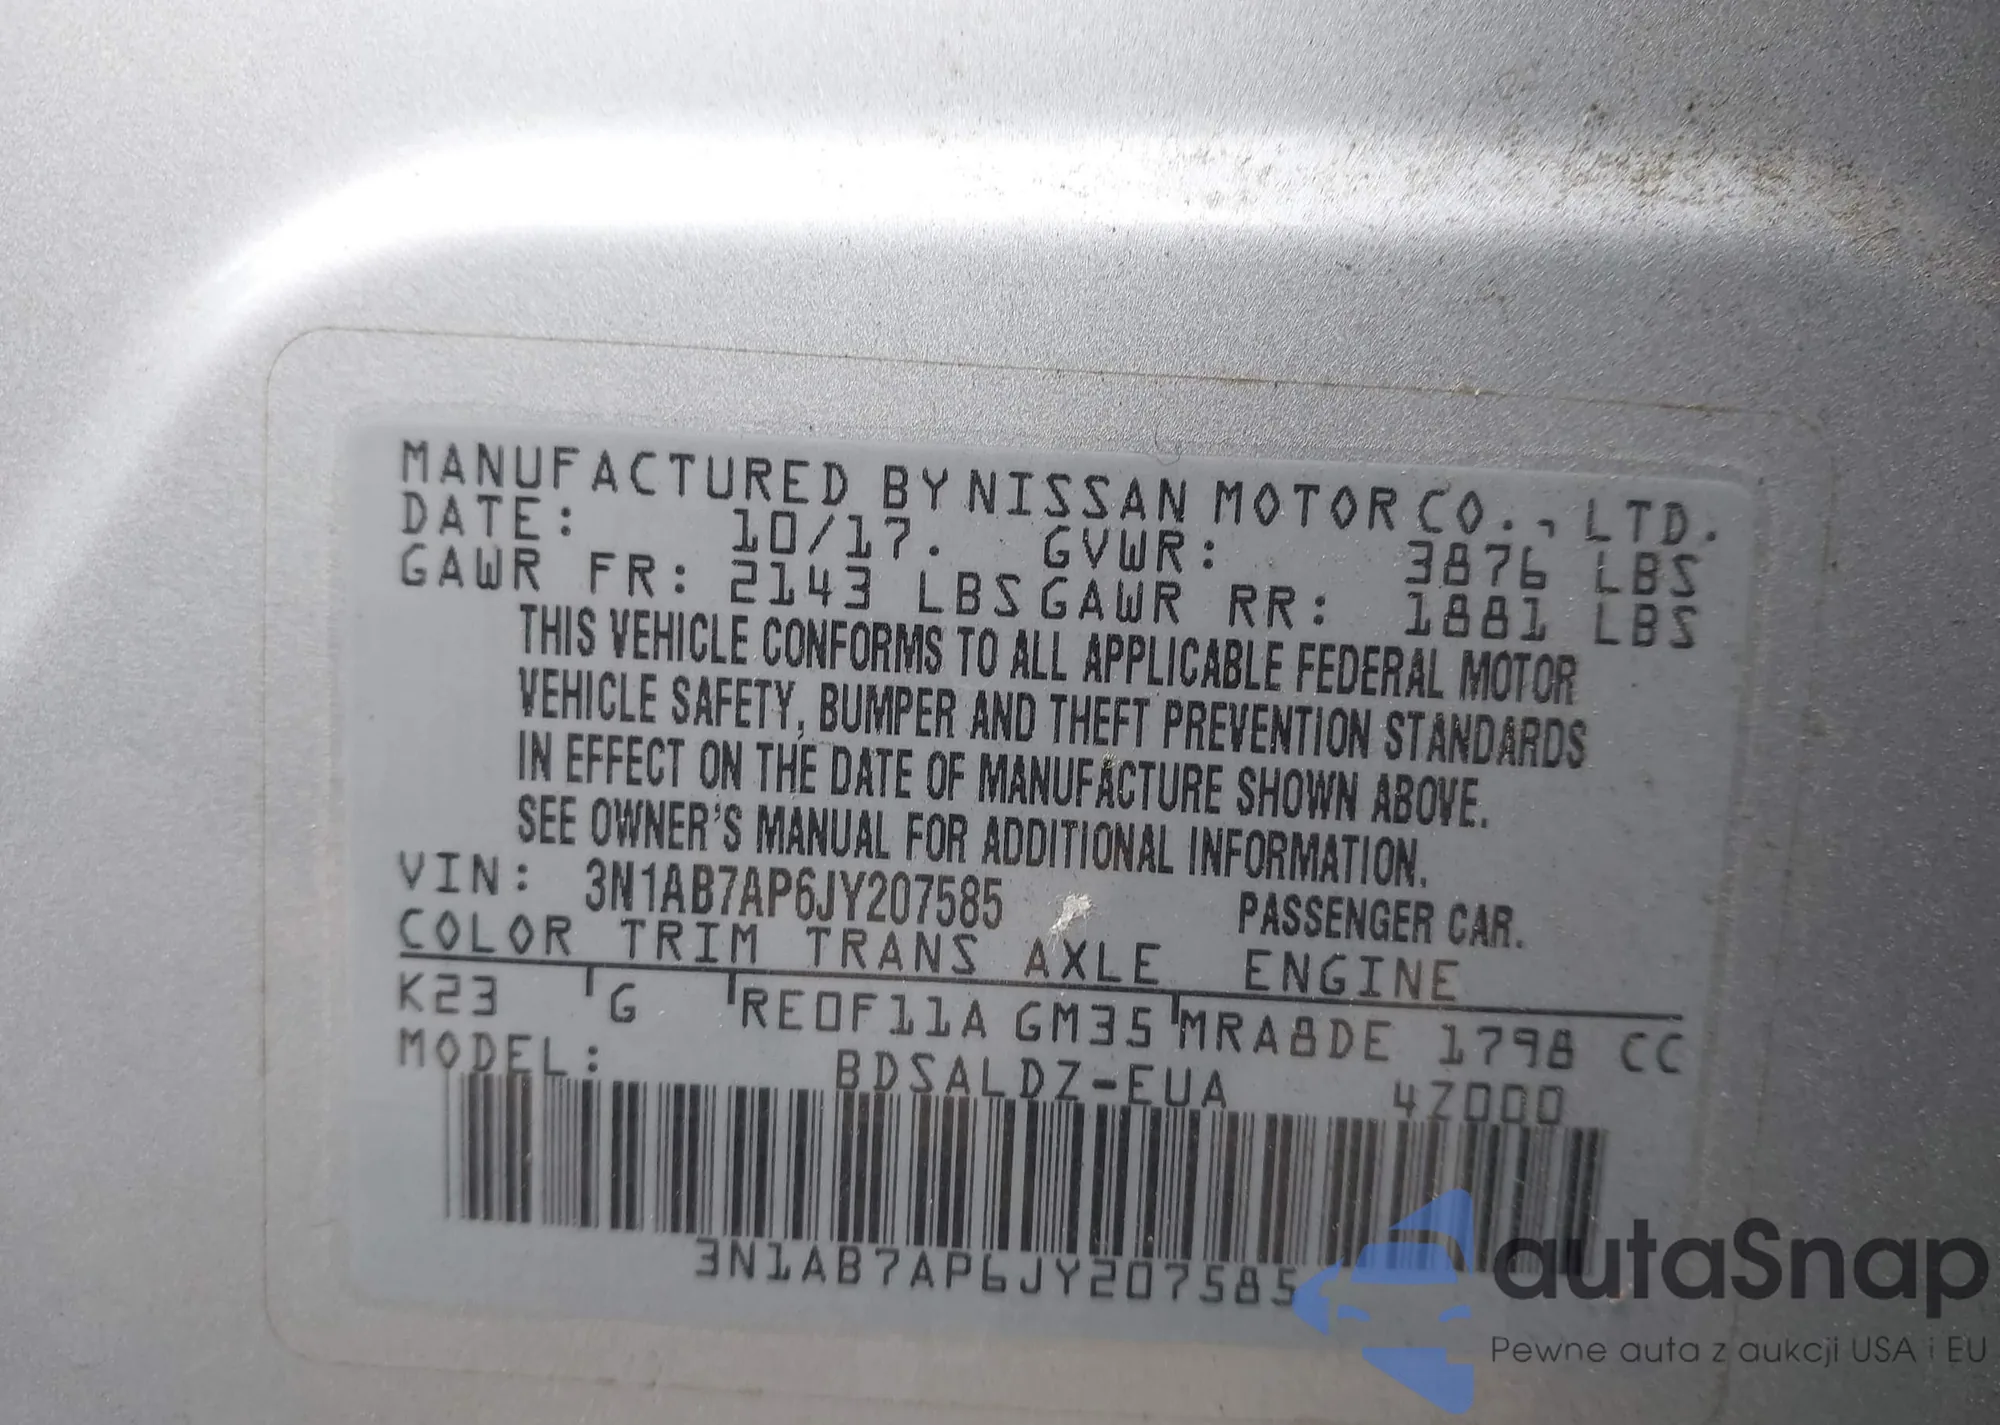 MANUFACTURED BY NISSAN MOTOR CO., LTD.
DATE: 10/17. GVWR: 3876 LBS
GAWR FR: 2143 LBS GAWR RR: 1881 LBS
THIS VEHICLE CONFORMS TO ALL APPLICABLE FEDERAL MOTOR
VEHICLE SAFETY, BUMPER AND THEFT PREVENTION STANDARDS
IN EFFECT ON THE DATE OF MANUFACTURE SHOWN ABOVE.
SEE OWNER'S MANUAL FOR ADDITIONAL INFORMATION.
VIN: 3N1AB7AP6JY207585 PASSENGER CAR.
COLOR TRIM TRANS AXLE ENGINE
K23 G RE0F11A GM35 MRA8DE 1798 CC
MODEL: BDSALDZ-EUA 4Z000
3N1AB7AP6JY207585
autaSnap
Pewne auta z aukcji USA i EU